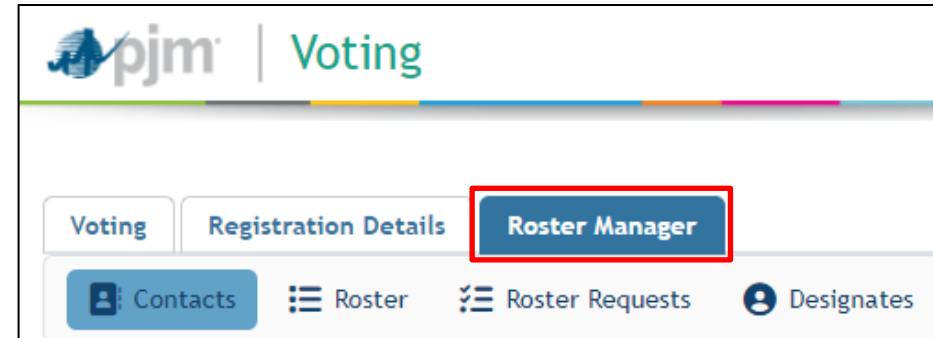 pjm Voting
Voting Registration Details Roster Manager
Contacts Roster Roster Requests Designates